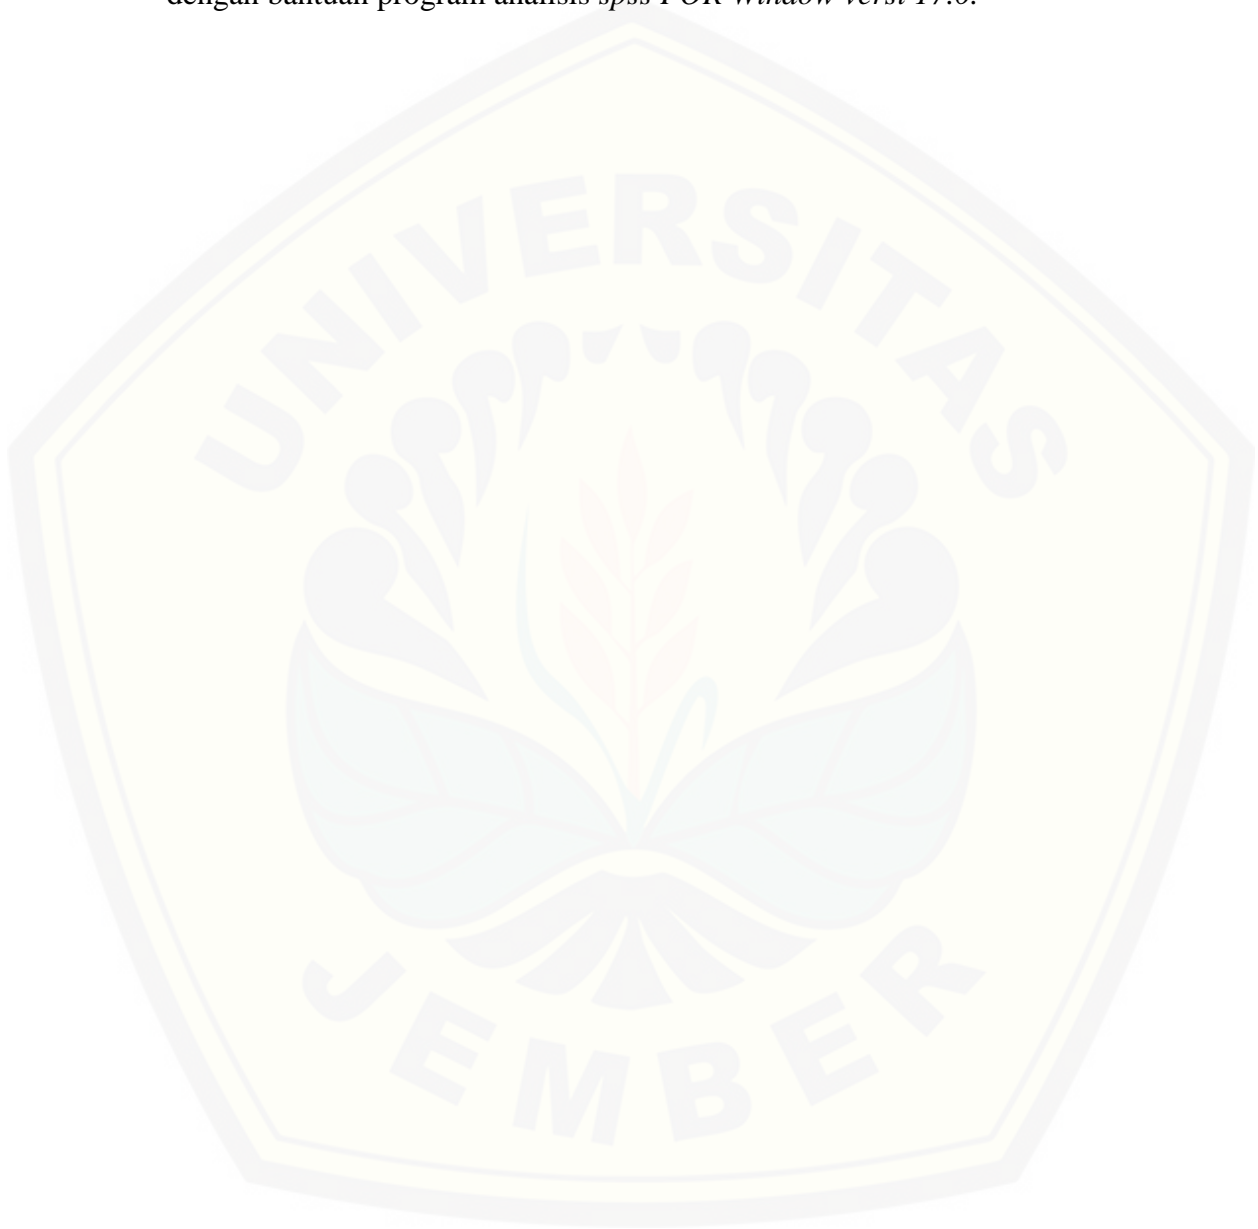 dengan bantuan program analisis spss FOR Window versi 17.0.
UNIVERSITAS
JEMBER